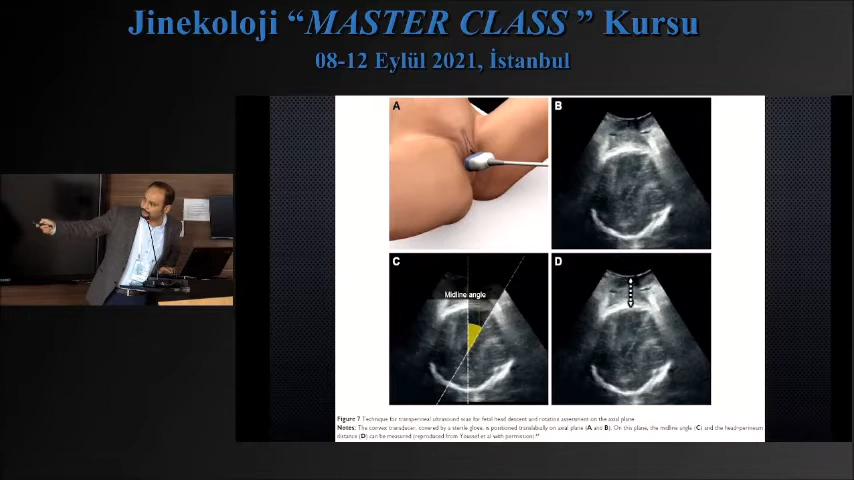 Jinekoloji “MASTER CLASS ” Kursu
08-12 Eylül 2021, İstanbul
A
B
C
Midline angle
D
Figure 7 Technique for transperineal ultrasound scan for fetal head descent and rotation assessment on the axial plane.
Notes: The convex transducer, covered by a sterile glove, is positioned translabially on axial plane (A and B). On this plane, the midline angle (C) and the head-perineum
distance (D) can be measured (reproduced from Youssef et al with permission).